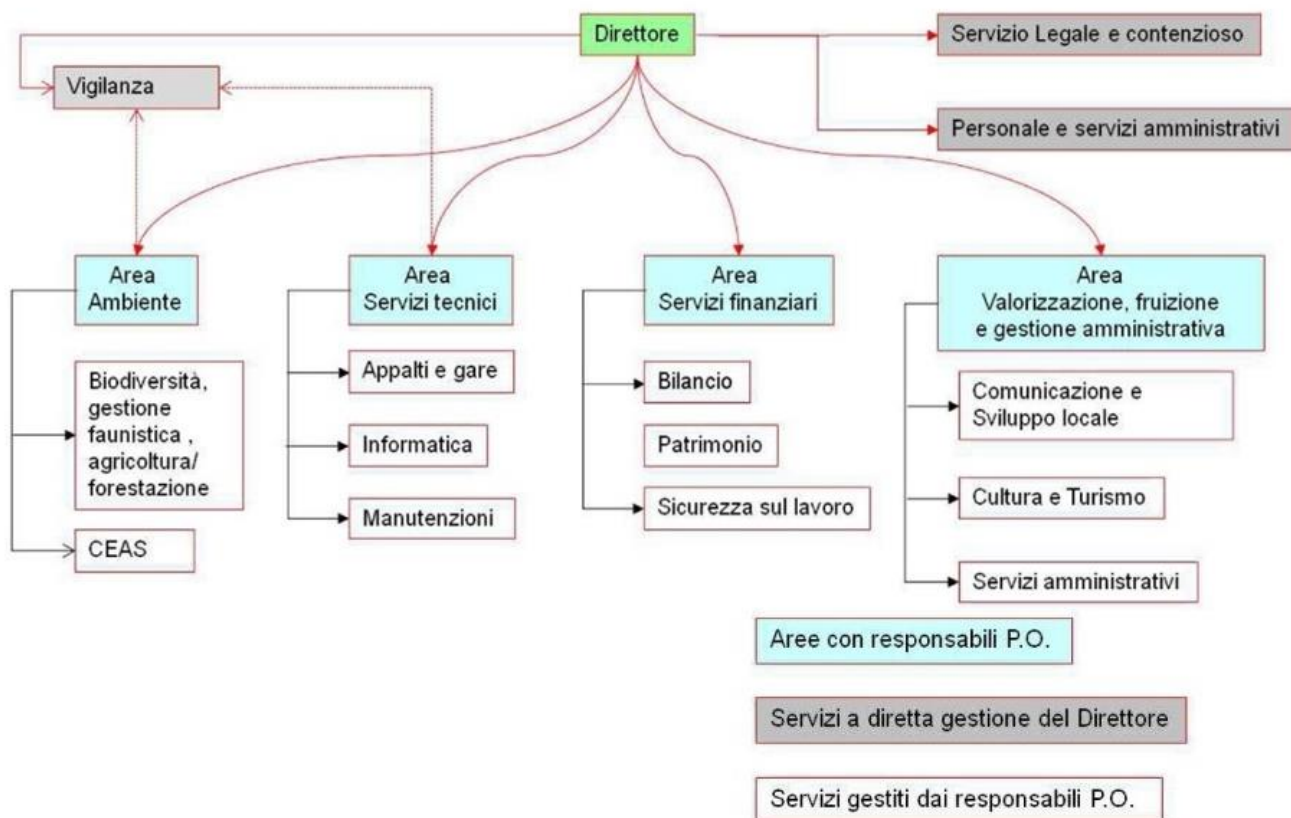 Direttore
Servizio Legale e contenzioso
Vigilanza
Personale e servizi amministrativi
Area
Ambiente
Area
Servizi tecnici
Area
Servizi finanziari
Area
Valorizzazione, fruizione
e gestione amministrativa
Biodiversità,
gestione
faunistica ,
agricoltura/
forestazione
CEAS
Appalti e gare
Informatica
Manutenzioni
Bilancio
Patrimonio
Sicurezza sul lavoro
Comunicazione e
Sviluppo locale
Cultura e Turismo
Servizi amministrativi
Aree con responsabili P.O.
Servizi a diretta gestione del Direttore
Servizi gestiti dai responsabili P.O.